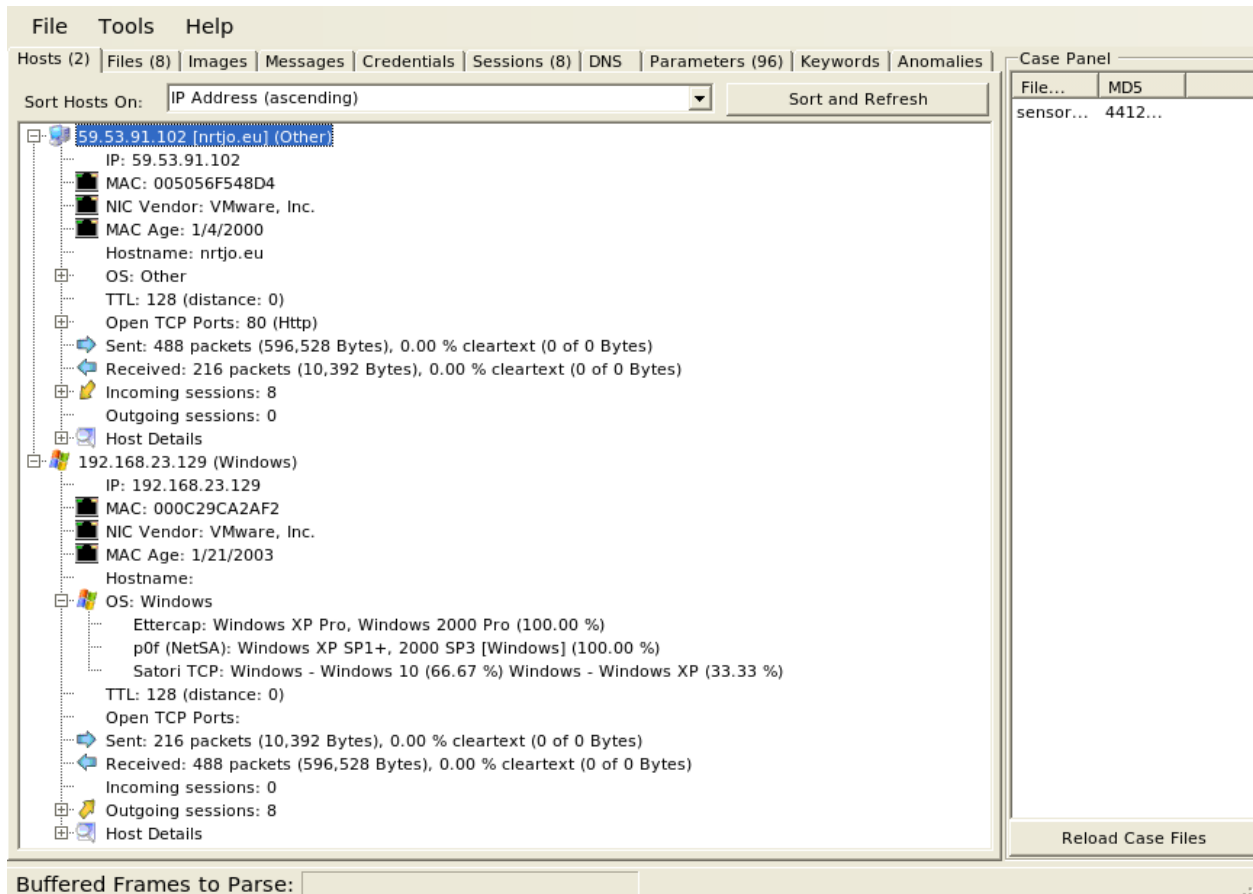 File Tools Help
Hosts (2) Files (8) Images Messages Credentials Sessions (8) DNS Parameters (96) Keywords Anomalies
Sort Hosts On: IP Address (ascending) Sort and Refresh
59.53.91.102 [nrtjo.eu] (Other)
IP: 59.53.91.102
MAC: 005056F548D4
NIC Vendor: VMware, Inc.
MAC Age: 1/4/2000
Hostname: nrtjo.eu
OS: Other
TTL: 128 (distance: 0)
Open TCP Ports: 80 (Http)
Sent: 488 packets (596,528 Bytes), 0.00 % cleartext (0 of 0 Bytes)
Received: 216 packets (10,392 Bytes), 0.00 % cleartext (0 of 0 Bytes)
Incoming sessions: 8
Outgoing sessions: 0
Host Details
192.168.23.129 (Windows)
IP: 192.168.23.129
MAC: 000C29CA2AF2
NIC Vendor: VMware, Inc.
MAC Age: 1/21/2003
Hostname:
OS: Windows
Ettercap: Windows XP Pro, Windows 2000 Pro (100.00 %)
p0f (NetSA): Windows XP SP1+, 2000 SP3 [Windows] (100.00 %)
Satori TCP: Windows - Windows 10 (66.67 %) Windows - Windows XP (33.33 %)
TTL: 128 (distance: 0)
Open TCP Ports:
Sent: 216 packets (10,392 Bytes), 0.00 % cleartext (0 of 0 Bytes)
Received: 488 packets (596,528 Bytes), 0.00 % cleartext (0 of 0 Bytes)
Incoming sessions: 0
Outgoing sessions: 8
Host Details
Case Panel
File... MD5
sensor... 4412...
Reload Case Files
Buffered Frames to Parse: